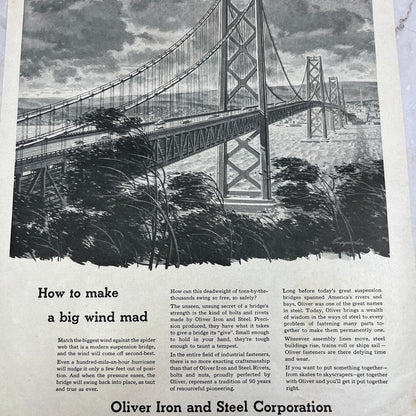 How to make
a big wind mad
Match the biggest wind against the spider
web that is a modern suspension bridge,
and the wind will come off second-best.
Even a hundred-mile-an-hour hurricane
will nudge it only a few feet out of posi-
tion. And when the pressure eases, the
bridge will swing back into place, as taut
and true as ever.
How can this deadweight of tons-by-the-
thousands swing so free, so safely?
The unseen, unsung secret of a bridge's
strength is the kind of bolts and rivets
made by Oliver Iron and Steel. Preci-
sion produced, they have what it takes
to give a bridge its "give". Small enough
to hold in your hand, they're tough
enough to taunt a tempest.
In the entire field of industrial fasteners,
there is no more exacting craftsmanship
than that of Oliver Iron and Steel. Rivets,
bolts and nuts, proudly perfected by
Oliver, represent a tradition of 90 years
of resourceful pioneering.
Long before today's great suspension
bridges spanned America's rivers and
bays, Oliver was one of the great names
in steel. Today, Oliver brings a wealth
of wisdom in the ways of steel to every
problem of fastening many parts to-
gether to make them permanently one.
Wherever assembly lines move, steel
buildings rise, trains roll or ships sail —
Oliver fasteners are there defying time
and wear.
If you want to put something together—
from skates to skyscrapers—get together
with Oliver and you'll get it put together
right.
Oliver Iron and Steel Corporation